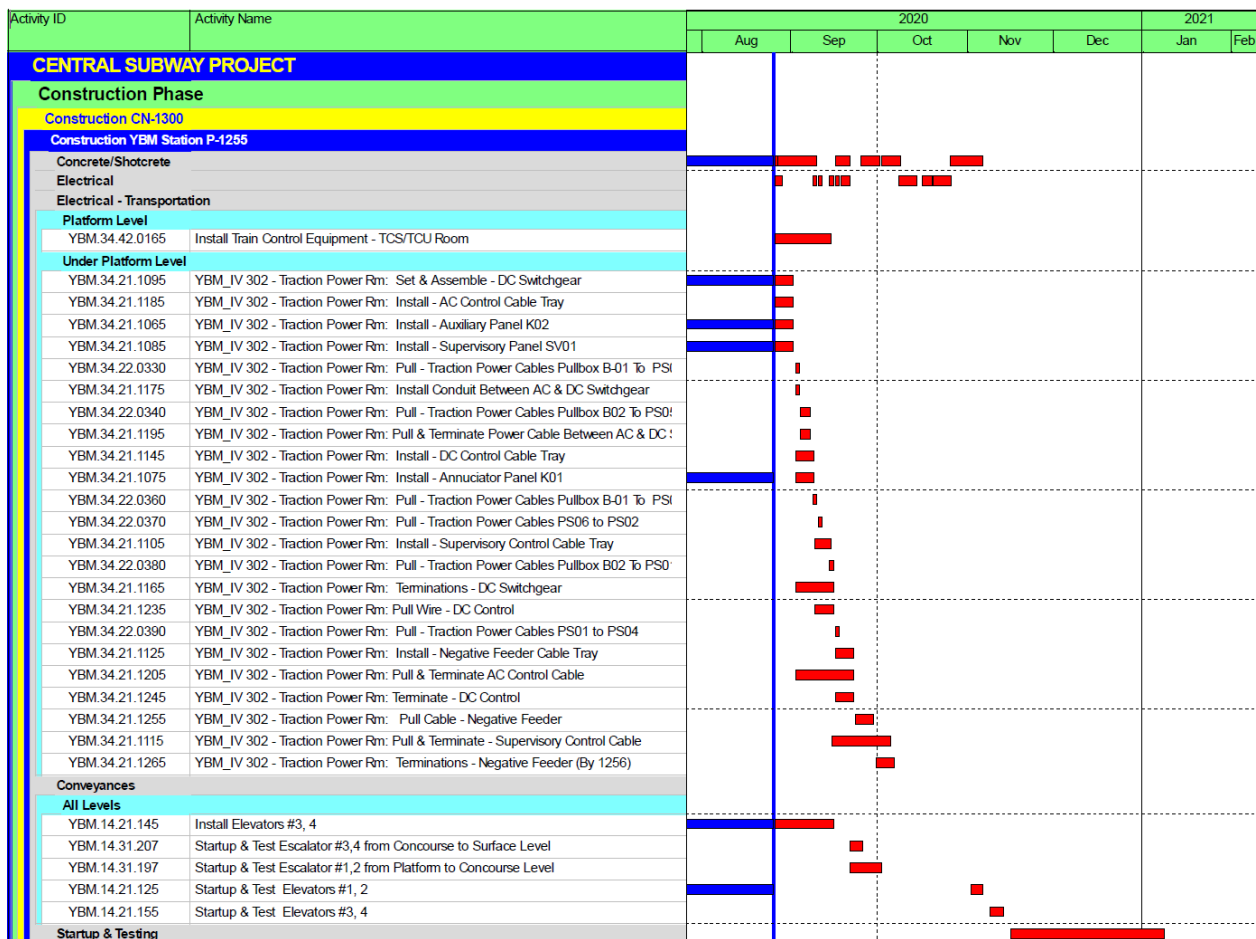 Activity ID Activity Name 2020 2021
Aug Sep Oct Nov Dec Jan Feb
CENTRAL SUBWAY PROJECT
Construction Phase
Construction CN-1300
Construction YBM Station P-1255
Concrete/Shotcrete
Electrical
Electrical - Transportation
Platform Level
YBM.34.42.0165 Install Train Control Equipment - TCS/TCU Room
Under Platform Level
YBM.34.21.1095 YBM_IV 302 - Traction Power Rm: Set & Assemble - DC Switchgear
YBM.34.21.1185 YBM_IV 302 - Traction Power Rm: Install - AC Control Cable Tray
YBM.34.21.1065 YBM_IV 302 - Traction Power Rm: Install - Auxiliary Panel K02
YBM.34.21.1085 YBM_IV 302 - Traction Power Rm: Install - Supervisory Panel SV01
YBM.34.22.0330 YBM_IV 302 - Traction Power Rm: Pull - Traction Power Cables Pullbox B-01 To
YBM.34.21.1175 YBM_IV 302 - Traction Power Rm: Install Conduit Between AC & DC Switchgear
YBM.34.22.0340 YBM_IV 302 - Traction Power Rm: Pull - Traction Power Cables Pullbox B02 To
YBM.34.21.1195 YBM_IV 302 - Traction Power Rm: Pull & Terminate Power Cable Between AC & DC
YBM.34.21.1145 YBM_IV 302 - Traction Power Rm: Install - DC Control Cable Tray
YBM.34.21.1075 YBM_IV 302 - Traction Power Rm: Install - Annuciator Panel K01
YBM.34.22.0360 YBM_IV 302 - Traction Power Rm: Pull - Traction Power Cables Pullbox B-01 To
YBM.34.22.0370 YBM_IV 302 - Traction Power Rm: Pull - Traction Power Cables PS06 to PS02
YBM.34.21.1105 YBM_IV 302 - Traction Power Rm: Install - Supervisory Control Cable Tray
YBM.34.22.0380 YBM_IV 302 - Traction Power Rm: Pull - Traction Power Cables Pullbox B02 To
YBM.34.21.1165 YBM_IV 302 - Traction Power Rm: Terminations - DC Switchgear
YBM.34.21.1235 YBM_IV 302 - Traction Power Rm: Pull Wire - DC Control
YBM.34.22.0390 YBM_IV 302 - Traction Power Rm: Pull - Traction Power Cables PS01 to PS04
YBM.34.21.1125 YBM_IV 302 - Traction Power Rm: Install - Negative Feeder Cable Tray
YBM.34.21.1205 YBM_IV 302 - Traction Power Rm: Pull & Terminate AC Control Cable
YBM.34.21.1245 YBM_IV 302 - Traction Power Rm: Terminate - DC Control
YBM.34.21.1255 YBM_IV 302 - Traction Power Rm: Pull Cable - Negative Feeder
YBM.34.21.1115 YBM_IV 302 - Traction Power Rm: Pull & Terminate - Supervisory Control Cable
YBM.34.21.1265 YBM_IV 302 - Traction Power Rm: Terminations - Negative Feeder (By 1256)
Conveyances
All Levels
YBM.14.21.145 Install Elevators #3, 4
YBM.14.31.207 Startup & Test Escalator #3,4 from Concourse to Surface Level
YBM.14.31.197 Startup & Test Escalator #1,2 from Platform to Concourse Level
YBM.14.21.125 Startup & Test Elevators #1, 2
YBM.14.21.155 Startup & Test Elevators #3, 4
Startup & Testing